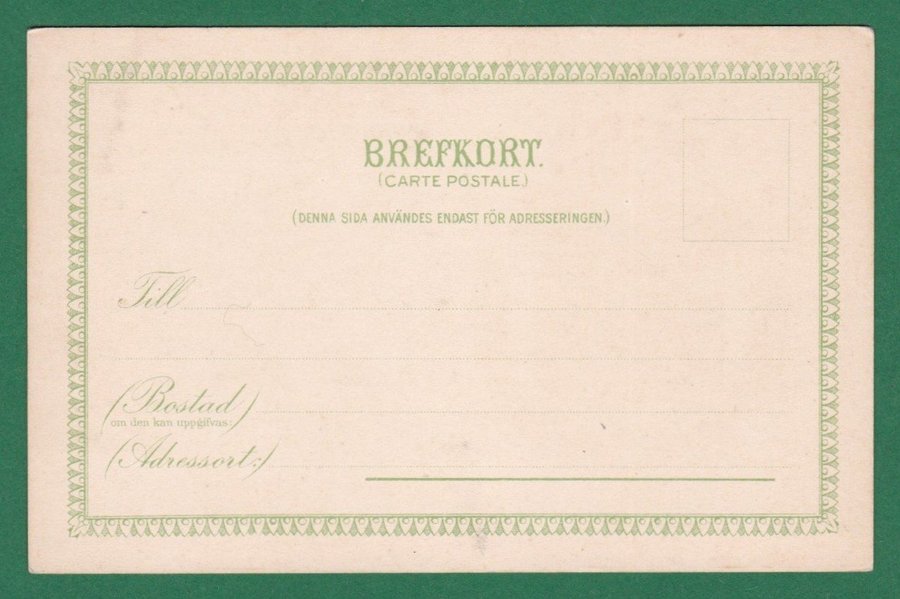 BREFKORT.
(CARTE POSTALE.)
(DENNA SIDA ANVÄNDES ENDAST FÖR ADRESSERINGEN.)
Till
(Bostad)
om den kan uppgifvas:
(Adressort:)